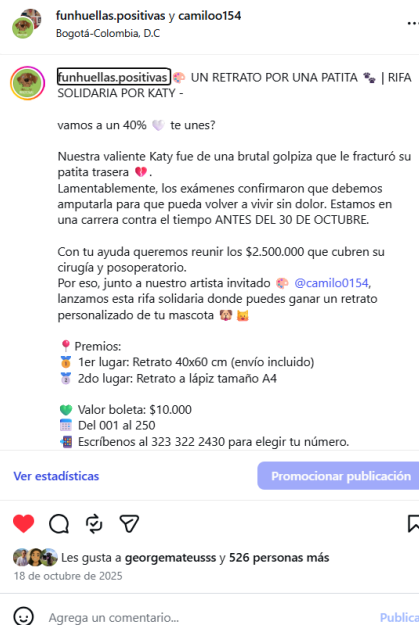 funhuellas.positivas y camiloo154
Bogotá-Colombia, D.C
funhuellas.positivas 🎨 UN RETRATO POR UNA PATITA 🐾 | RIFA
SOLIDARIA POR KATY -
vamos a un 40% 🤍 te unes?
Nuestra valiente Katy fue de una brutal golpiza que le fracturó su
patita trasera 💔.
Lamentablemente, los exámenes confirmaron que debemos
amputarla para que pueda volver a vivir sin dolor. Estamos en
una carrera contra el tiempo ANTES DEL 30 DE OCTUBRE.
Con tu ayuda queremos reunir los $2.500.000 que cubren su
cirugía y posoperatorio.
Por eso, junto a nuestro artista invitado 🎨 @camilo0154,
lanzamos esta rifa solidaria donde puedes ganar un retrato
personalizado de tu mascota 🐶 🐱
📍 Premios:
🥇 1er lugar: Retrato 40x60 cm (envío incluido)
🥈 2do lugar: Retrato a lápiz tamaño A4
💚 Valor boleta: $10.000
📅 Del 001 al 250
📲 Escríbenos al 323 322 2430 para elegir tu número.
Ver estadísticas
Promocionar publicación
Les gusta a georgemateusss y 526 personas más
18 de octubre de 2025
Agrega un comentario...
Publica